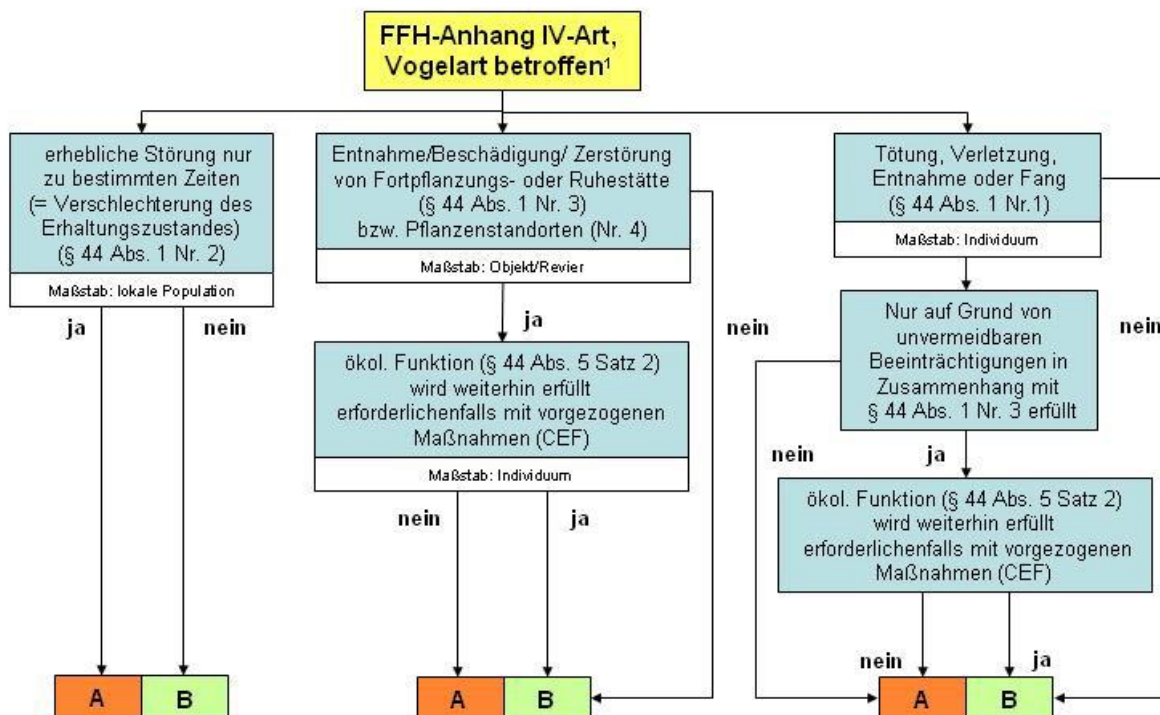 FFH-Anhang IV-Art,
Vogelart betroffen¹
erhebliche Störung nur
zu bestimmten Zeiten
(= Verschlechterung des
Erhaltungszustandes)
(§ 44 Abs. 1 Nr. 2)
Maßstab: lokale Population
ja
nein
A
B
Entnahme/Beschädigung/ Zerstörung
von Fortpflanzungs- oder Ruhestätte
(§ 44 Abs. 1 Nr. 3)
bzw. Pflanzenstandorten (Nr. 4)
Maßstab: Objekt/Revier
ja
nein
ökol. Funktion (§ 44 Abs. 5 Satz 2)
wird weiterhin erfüllt
erforderlichenfalls mit vorgezogenen
Maßnahmen (CEF)
Maßstab: Individuum
nein
ja
A
B
Tötung, Verletzung,
Entnahme oder Fang
(§ 44 Abs. 1 Nr.1)
Maßstab: Individuum
nein
Nur auf Grund von
unvermeidbaren
Beeinträchtigungen in
Zusammenhang mit
§ 44 Abs. 1 Nr. 3 erfüllt
nein
ja
ökol. Funktion (§ 44 Abs. 5 Satz 2)
wird weiterhin erfüllt
erforderlichenfalls mit vorgezogenen
Maßnahmen (CEF)
nein
ja
A
B